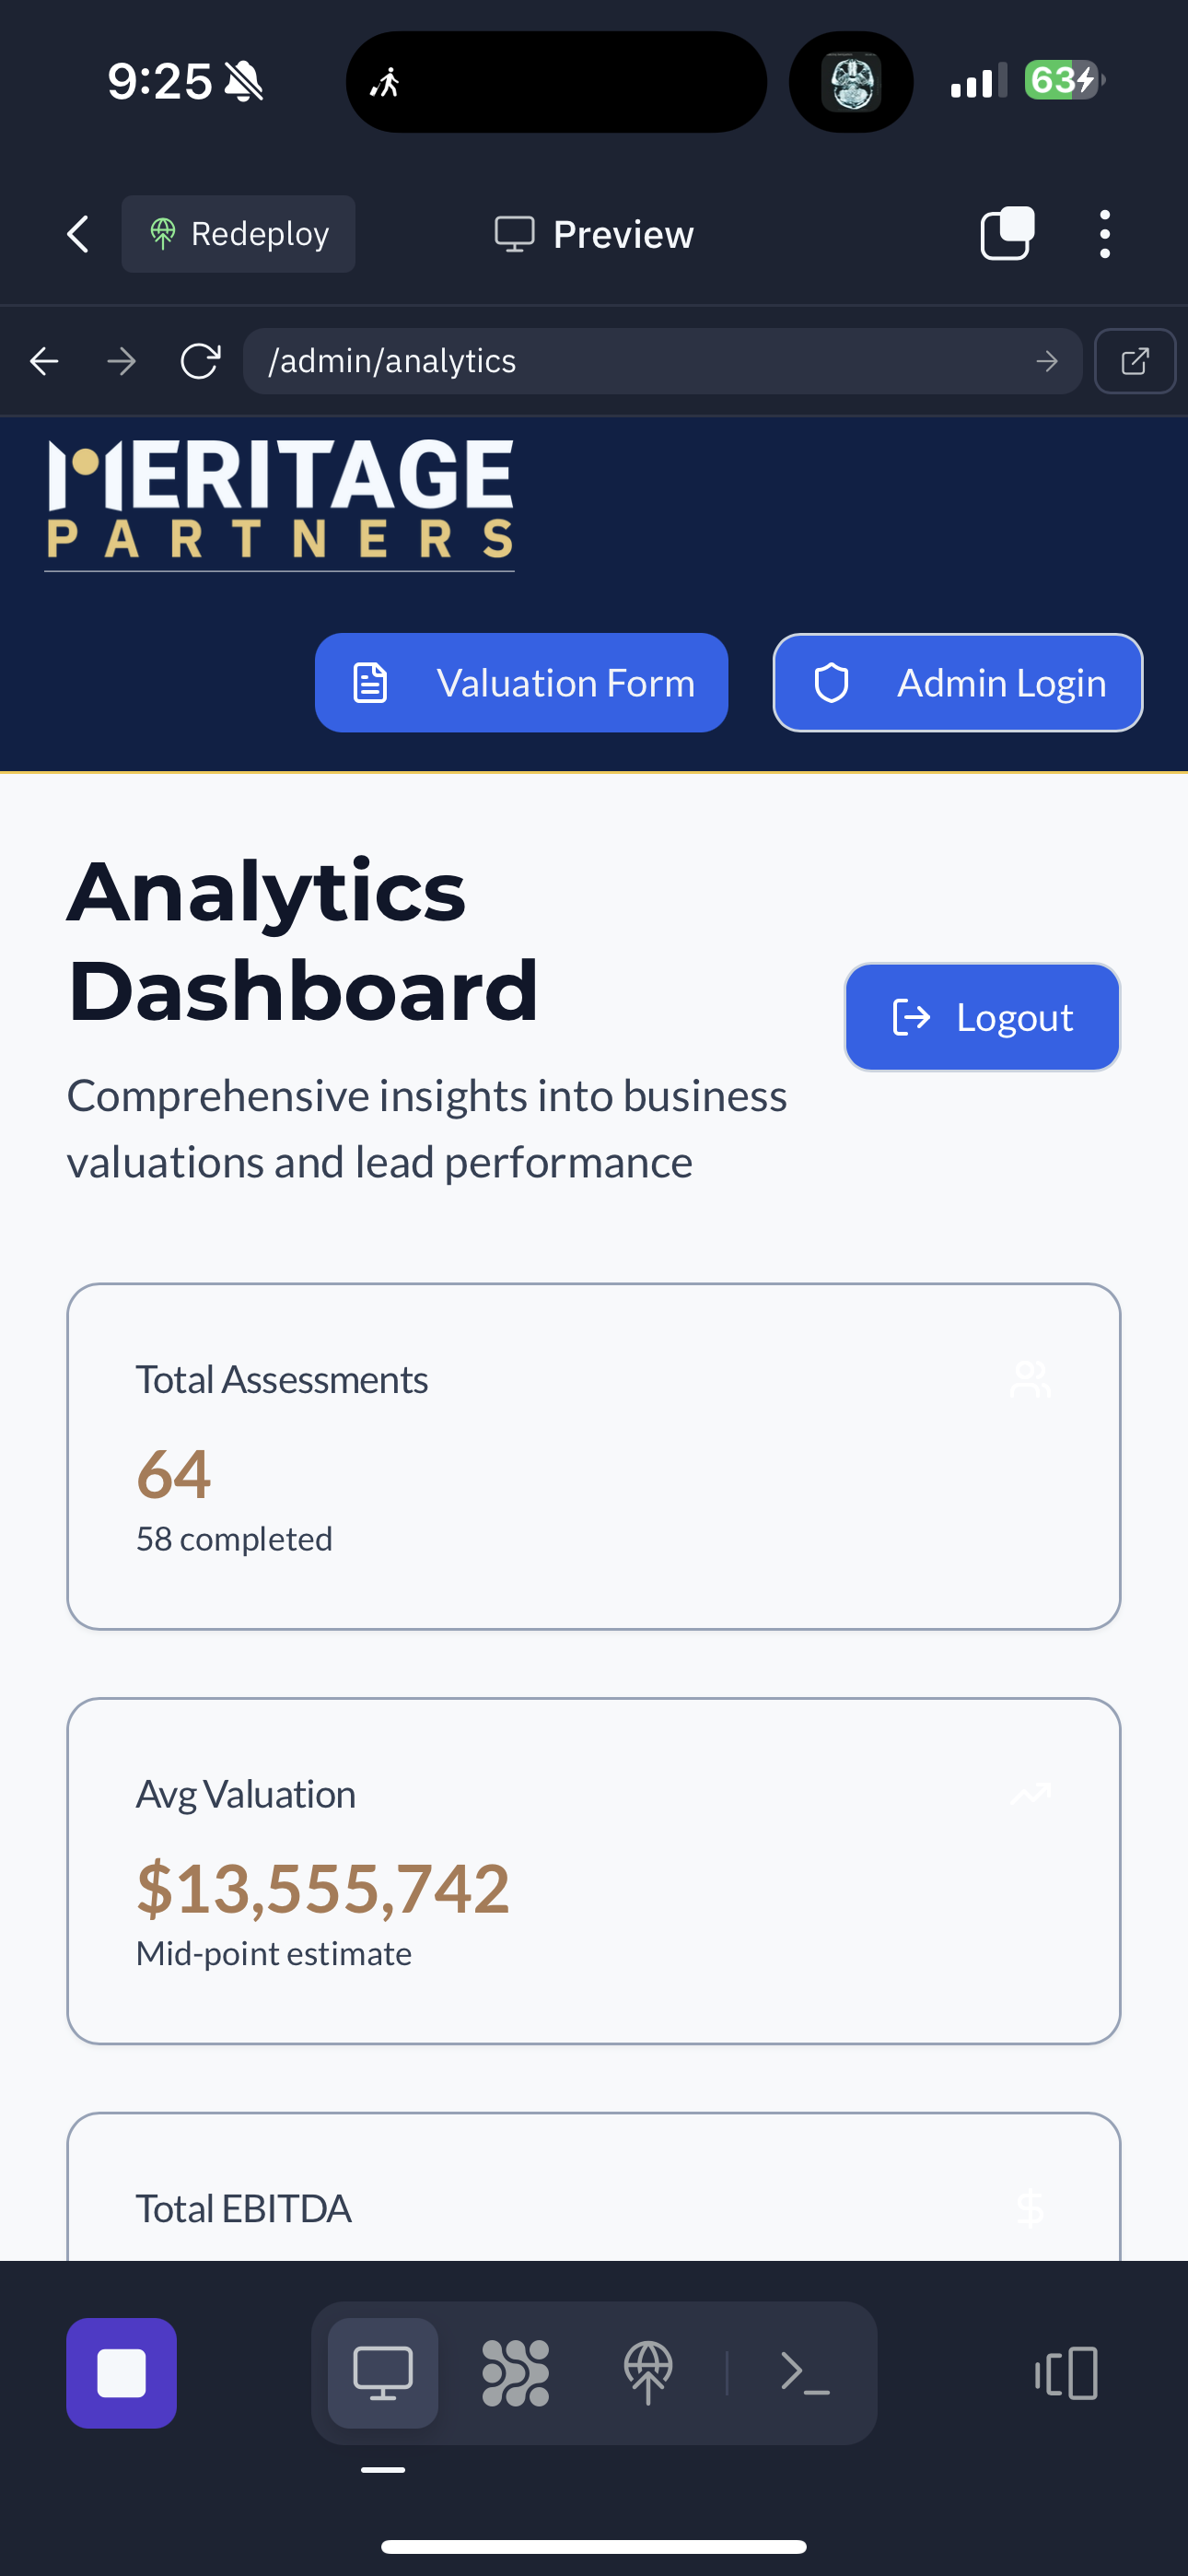 9:25
63
Redeploy
Preview
/admin/analytics
MERITAGE
PARTNERS
Valuation Form
Admin Login
Analytics
Dashboard
Logout
Comprehensive insights into business
valuations and lead performance
Total Assessments
64
58 completed
Avg Valuation
$13,555,742
Mid-point estimate
Total EBITDA